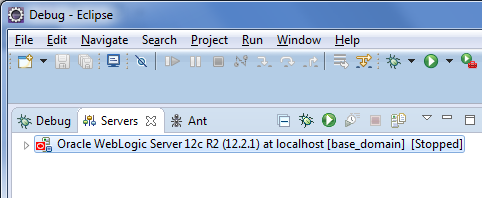 Debug - Eclipse
File Edit Navigate Search Project Run Window Help
Debug Servers Ant
Oracle WebLogic Server 12c R2 (12.2.1) at localhost [base_domain] [Stopped]